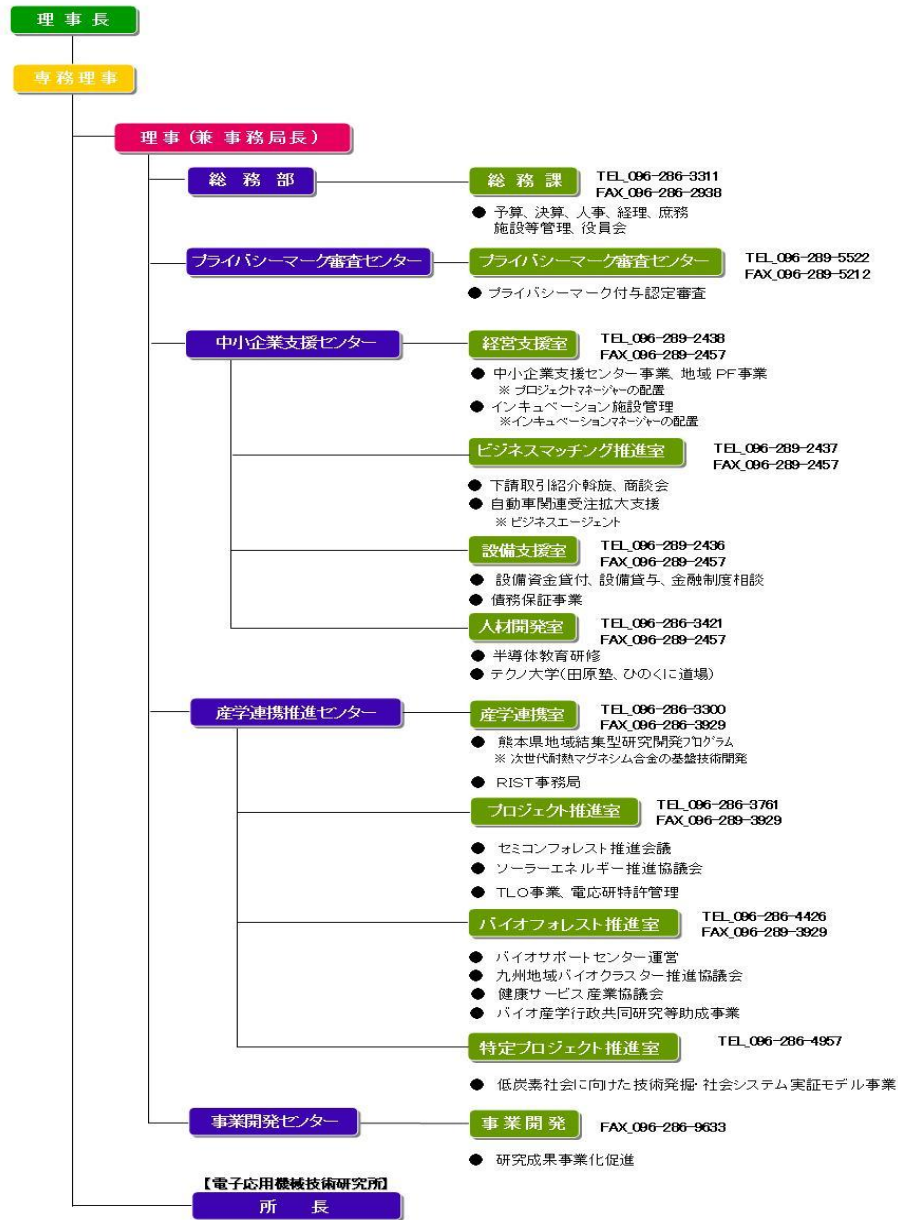 理事長
専務理事
理事(兼 事務局長)
総務部
総務課
TEL_096-286-3311
FAX_096-286-2938
● 予算、決算、人事、経理、庶務
施設等管理、役員会
プライバシーマーク審査センター
プライバシーマーク審査センター
TEL_096-289-5522
FAX_096-289-5212
● プライバシーマーク付与認定審査
中小企業支援センター
経営支援室
TEL_096-289-2438
FAX_096-289-2457
● 中小企業支援センター事業、地域PF事業
※ プロジェクトマネージャーの配置
● インキュベーション施設管理
※インキュベーションマネージャーの配置
ビジネスマッチング推進室
TEL_096-289-2437
FAX_096-289-2457
● 下請取引紹介斡旋、商談会
● 自動車関連受注拡大支援
※ ビジネスエージェント
設備支援室
TEL_096-289-2436
FAX_096-289-2457
● 設備資金貸付、設備貸与、金融制度相談
● 債務保証事業
人材開発室
TEL_096-286-3421
FAX_096-289-2457
● 半導体教育研修
● テクノ大学(田原塾、ひのくに道場)
産学連携推進センター
産学連携室
TEL_096-286-3300
FAX_096-286-3929
● 熊本県地域結集型研究開発プログラム
※ 次世代耐熱マグネシム合金の基盤技術開発
● RIST事務局
プロジェクト推進室
TEL_096-286-3761
FAX_096-289-3929
● セミコンフォレスト推進会議
● ソーラーエネルギー推進協議会
● TLO事業、電応研特許管理
バイオフォレスト推進室
TEL_096-286-4426
FAX_096-289-3929
● バイオサポートセンター運営
● 九州地域バイオクラスター推進協議会
● 健康サービス産業協議会
● バイオ産学行政共同研究等助成事業
特定プロジェクト推進室
TEL_096-286-4957
● 低炭素社会に向けた技術発掘・社会システム実証モデル事業
事業開発センター
事業開発
FAX_096-286-9633
● 研究成果事業化促進
【電子応用機械技術研究所】
所長